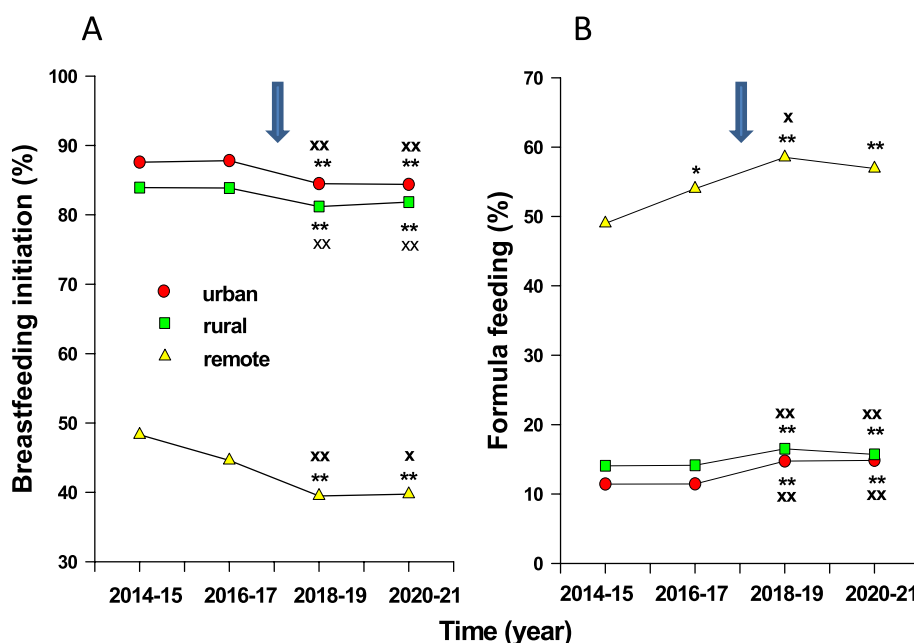 A
B
Breastfeeding initiation (%)
100
90
80
70
60
50
40
30
xx
**
xx
**
**
xx
**
xx
urban
rural
remote
xx
**
x
**
2014-15 2016-17 2018-19 2020-21
Formula feeding (%)
70
60
50
40
30
20
10
0
*
x
**
**
xx
**
xx
**
**
xx
**
xx
2014-15 2016-17 2018-19 2020-21
Time (year)